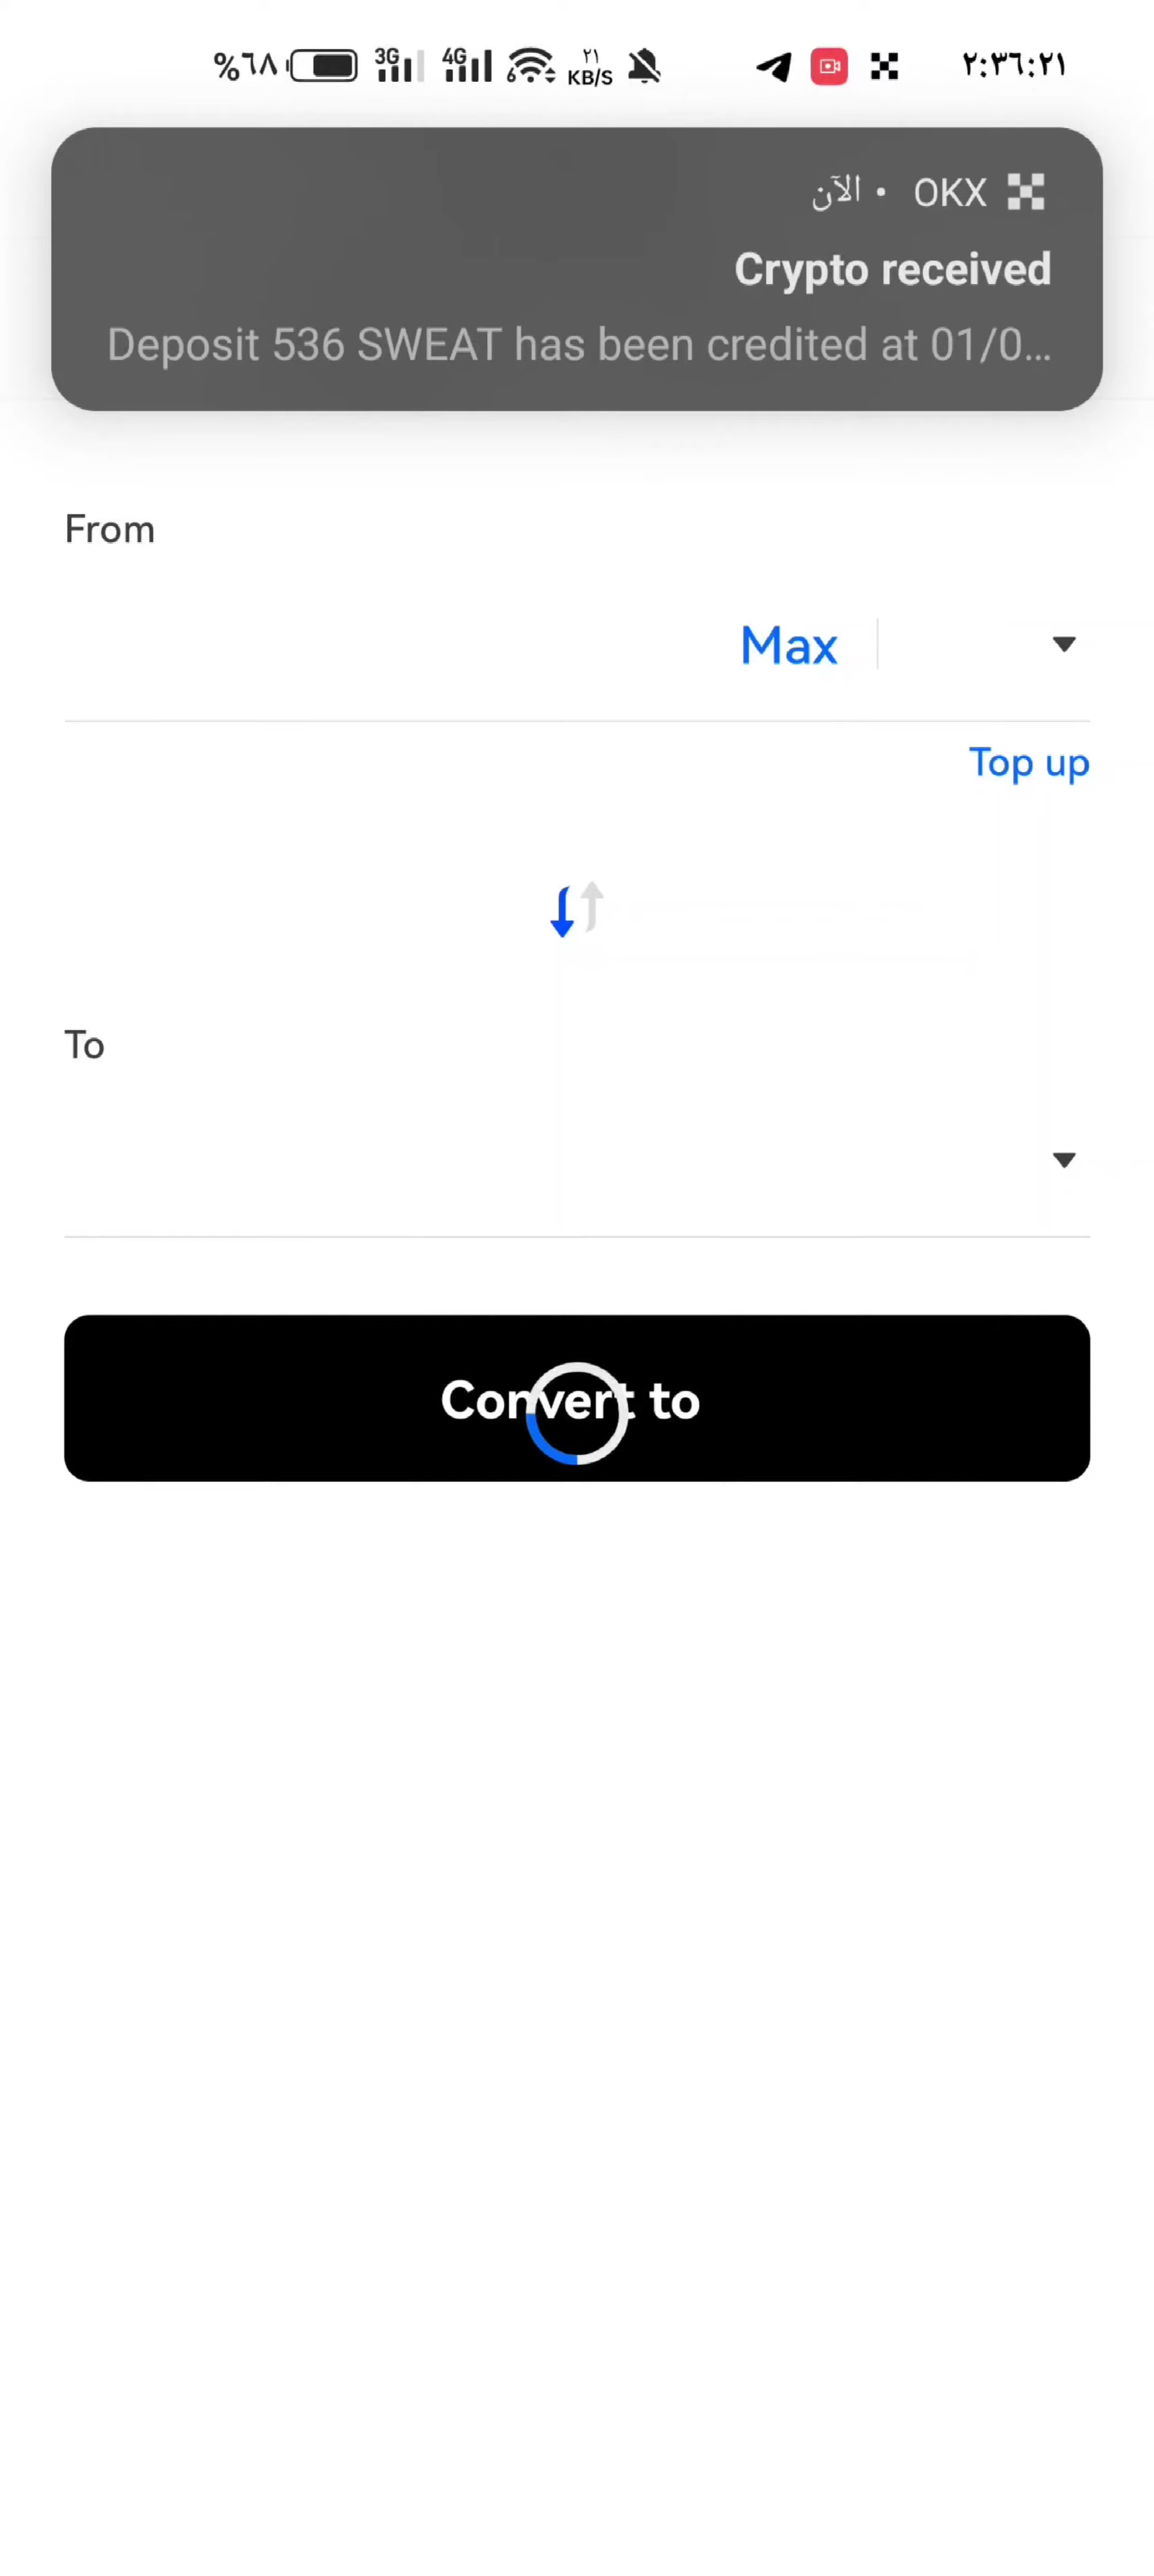 %٦٨ 3G 4G ٢١ KB/S ٢:٣٦:٢١
OKX • الآن
Crypto received
Deposit 536 SWEAT has been credited at 01/0...
From
Max
Top up
To
Convert to